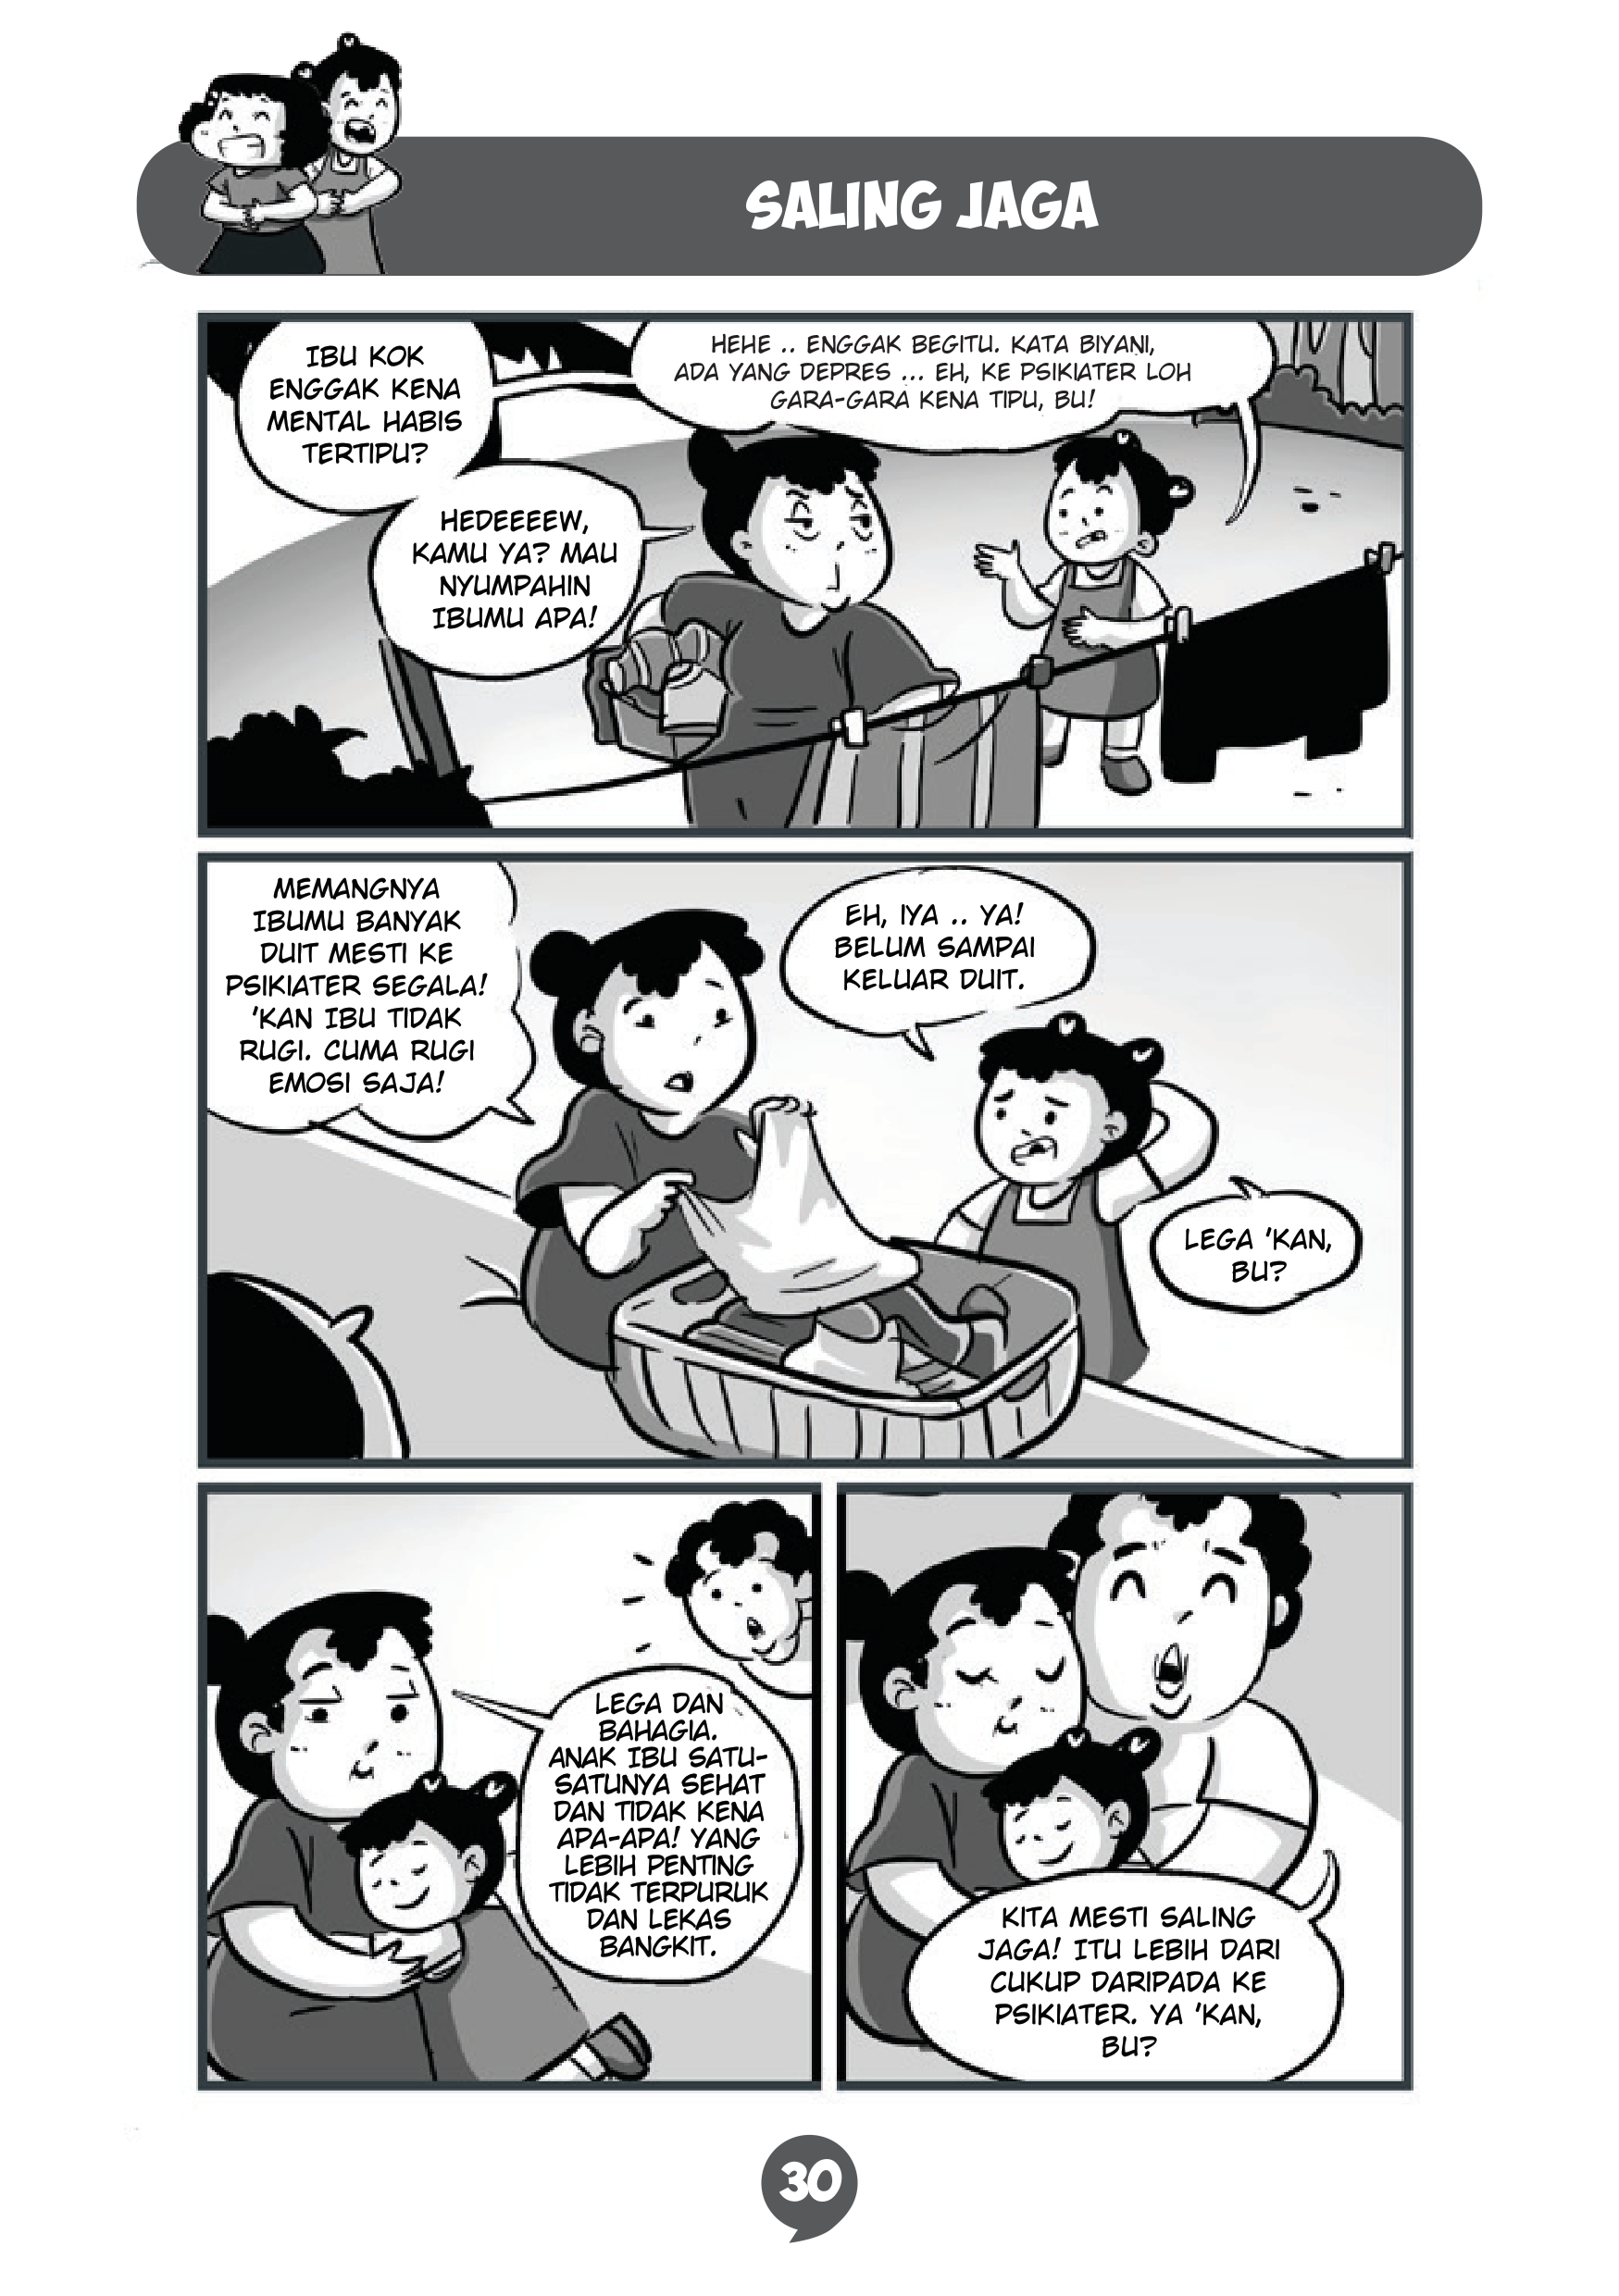 SALING JAGA
IBU KOK
ENGGAK KENA
MENTAL HABIS
TERTIPU?
HEDEEEEW,
KAMU YA? MAU
NYUMPAHIN
IBUMU APA!
HEHE .. ENGGAK BEGITU. KATA BIYANI,
ADA YANG DEPRES ... EH, KE PSIKIATER LOH
GARA-GARA KENA TIPU, BU!
MEMANGNYA
IBUMU BANYAK
DUIT MESTI KE
PSIKIATER SEGALA!
'KAN IBU TIDAK
RUGI. CUMA RUGI
EMOSI SAJA!
EH, IYA .. YA!
BELUM SAMPAI
KELUAR DUIT.
LEGA 'KAN,
BU?
LEGA DAN
BAHAGIA.
ANAK IBU SATU-
SATUNYA SEHAT
DAN TIDAK KENA
APA-APA! YANG
LEBIH PENTING
TIDAK TERPURUK
DAN LEKAS
BANGKIT.
KITA MESTI SALING
JAGA! ITU LEBIH DARI
CUKUP DARIPADA KE
PSIKIATER. YA 'KAN,
BU?
30